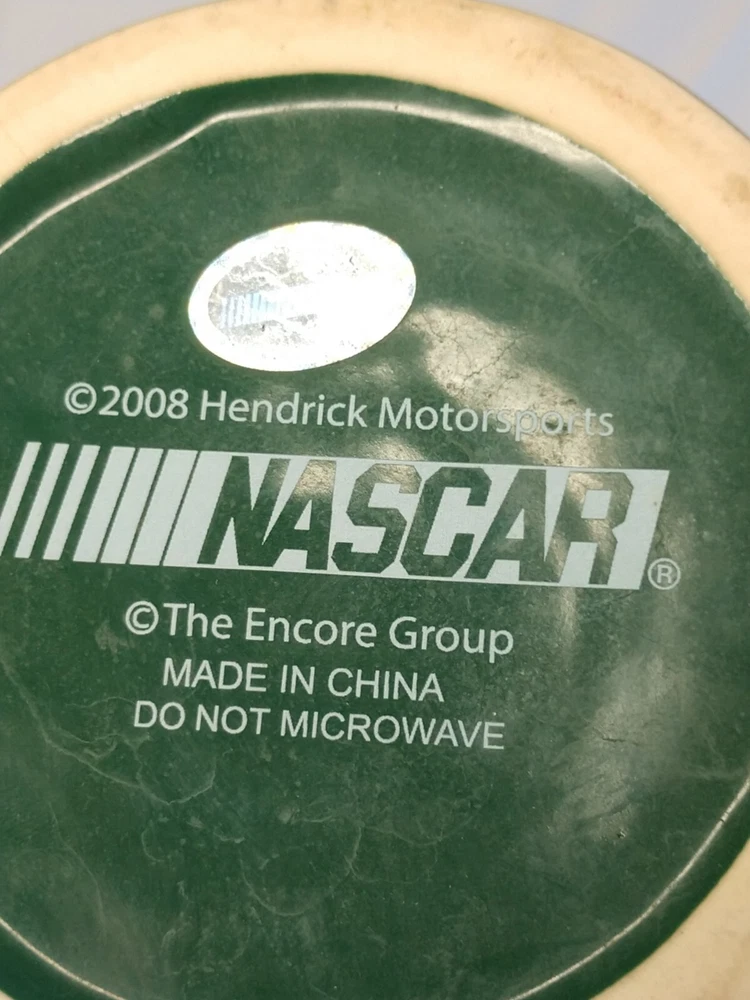 ©2008 Hendrick Motorsports
NASCAR®
©The Encore Group
MADE IN CHINA
DO NOT MICROWAVE